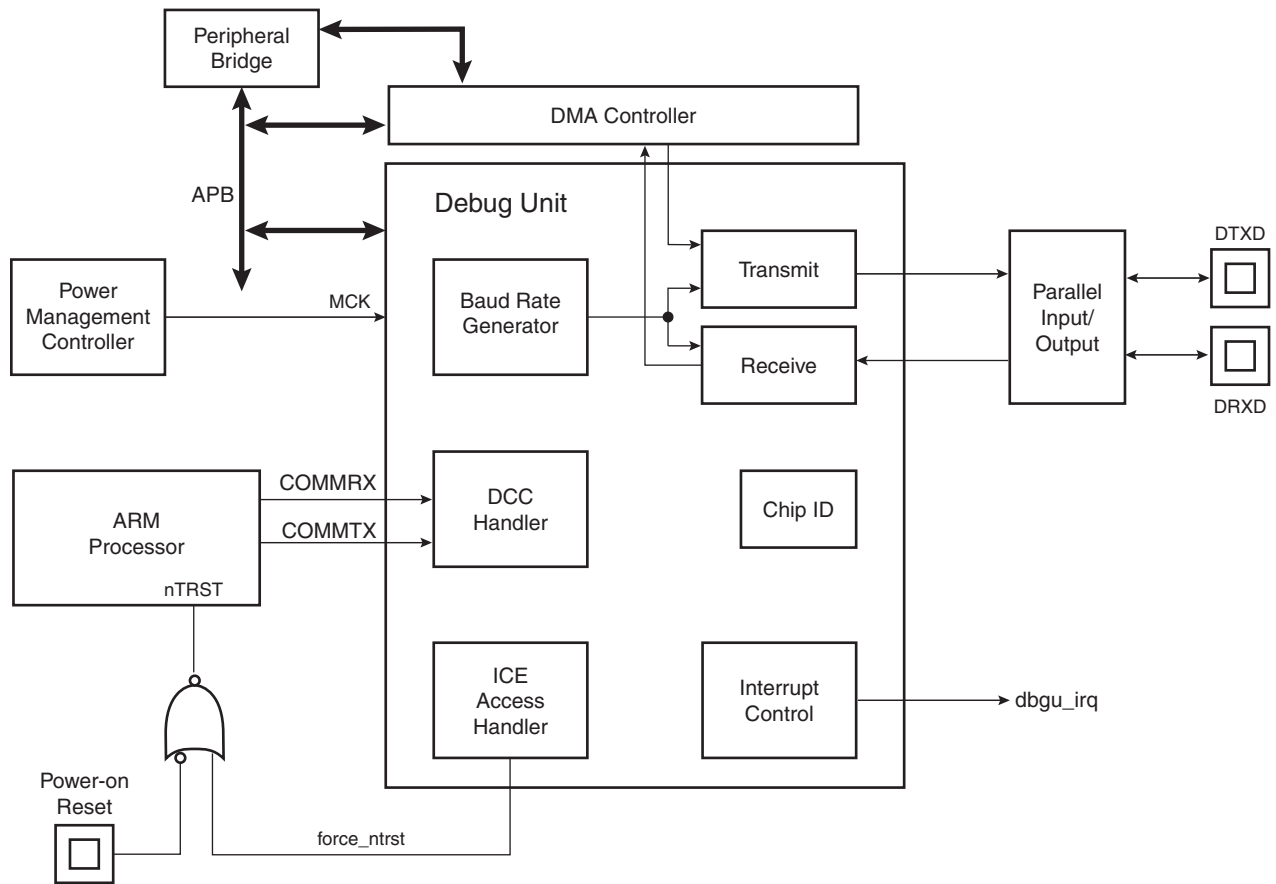 Peripheral
Bridge
DMA Controller
APB
Debug Unit
Power
Management
Controller
MCK
Baud Rate
Generator
Transmit
Receive
Parallel
Input/
Output
DTXD
DRXD
ARM
Processor
nTRST
COMMRX
COMMTX
DCC
Handler
Chip ID
ICE
Access
Handler
Interrupt
Control
dbgu_irq
Power-on
Reset
force_ntrst